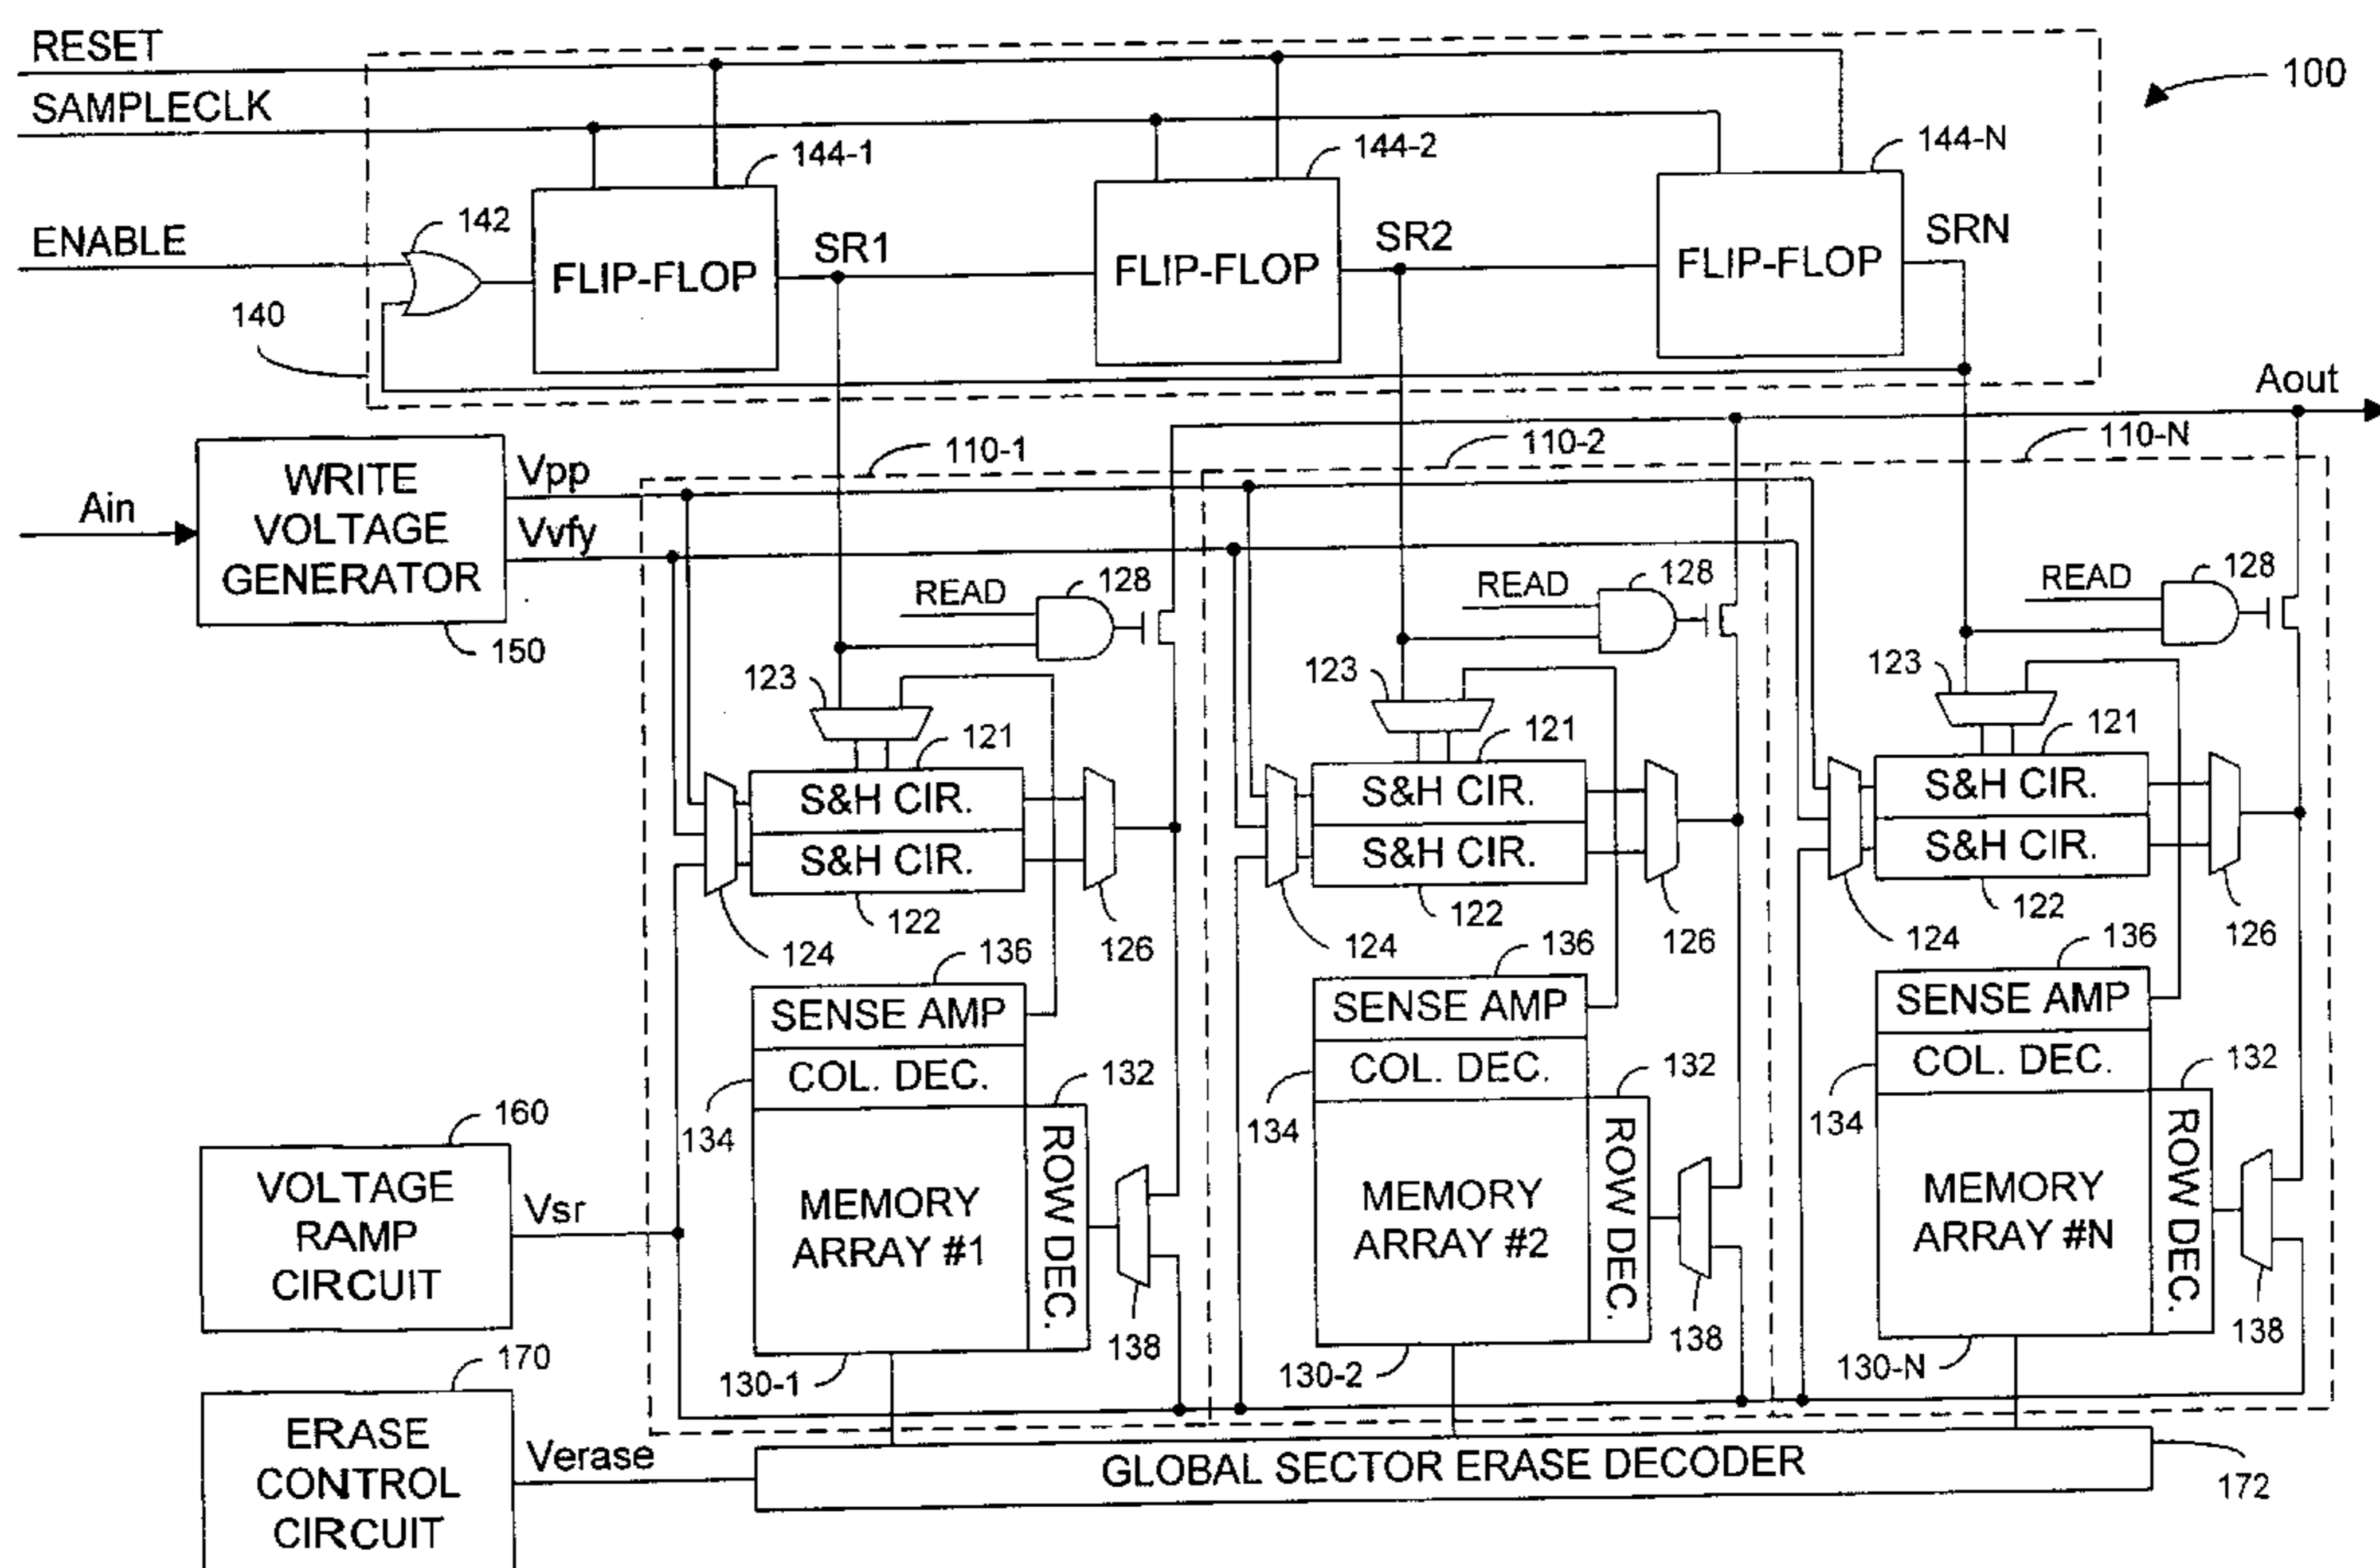 RESET
100
SAMPLECLK
144-1
144-2
144-N
142
ENABLE
SR1
SR2
SRN
FLIP-FLOP
FLIP-FLOP
FLIP-FLOP
140
Aout
110-1
110-2
110-N
WRITE
VOLTAGE
GENERATOR
Vpp
Ain
Vvfy
150
READ
128
READ
128
READ
128
123
123
123
121
121
121
S&H CIR.
S&H CIR.
S&H CIR.
S&H CIR.
S&H CIR.
S&H CIR.
122
122
122
124
126
124
126
124
126
136
136
136
SENSE AMP
SENSE AMP
SENSE AMP
COL. DEC.
COL. DEC.
COL. DEC.
132
132
132
134
134
134
160
VOLTAGE
RAMP
CIRCUIT
Vsr
MEMORY
ARRAY #1
ROW DEC.
MEMORY
ARRAY #2
ROW DEC.
MEMORY
ARRAY #N
ROW DEC.
138
138
138
130-1
130-2
130-N
170
ERASE
CONTROL
CIRCUIT
Verase
GLOBAL SECTOR ERASE DECODER
172